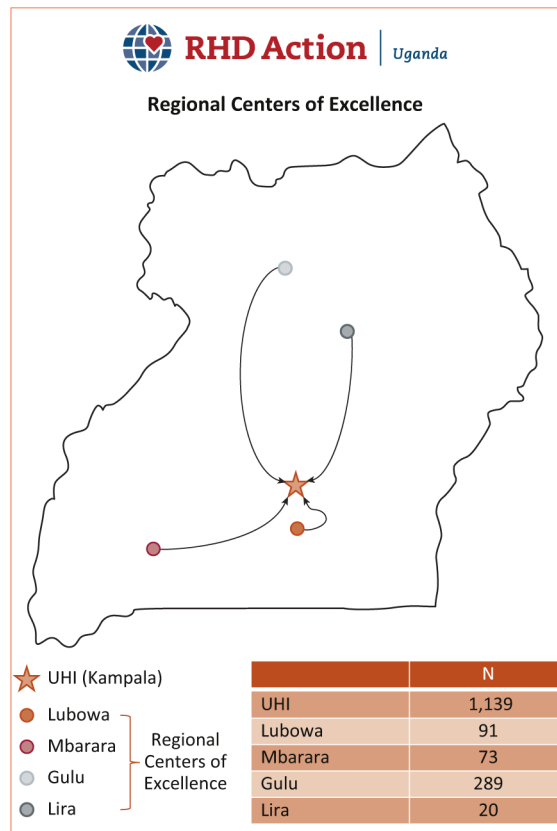 RHD Action | Uganda
Regional Centers of Excellence
UHI (Kampala)
Lubowa
Mbarara
Gulu
Lira
Regional
Centers of
Excellence
N
UHI 1,139
Lubowa 91
Mbarara 73
Gulu 289
Lira 20